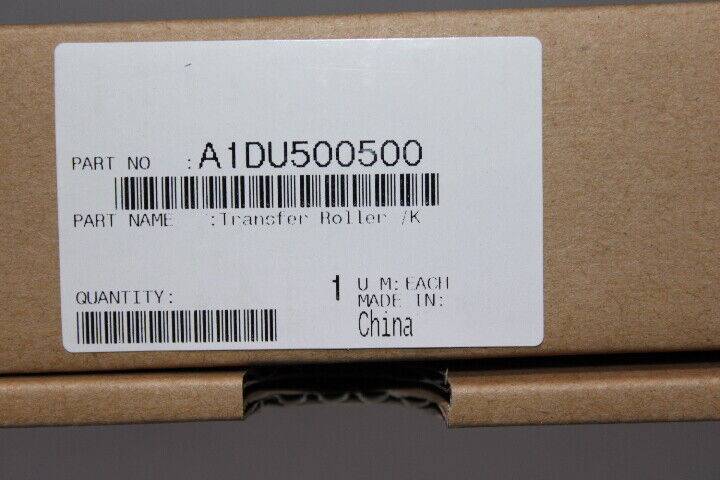 PART NO : A1DU500500
PART NAME :Transfer Roller /K
QUANTITY: 1 U M: EACH
MADE IN:
China